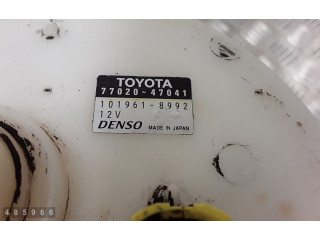 TOYOTA
77020-47041
101961-8992
12V
DENSO MADE IN JAPAN
485966